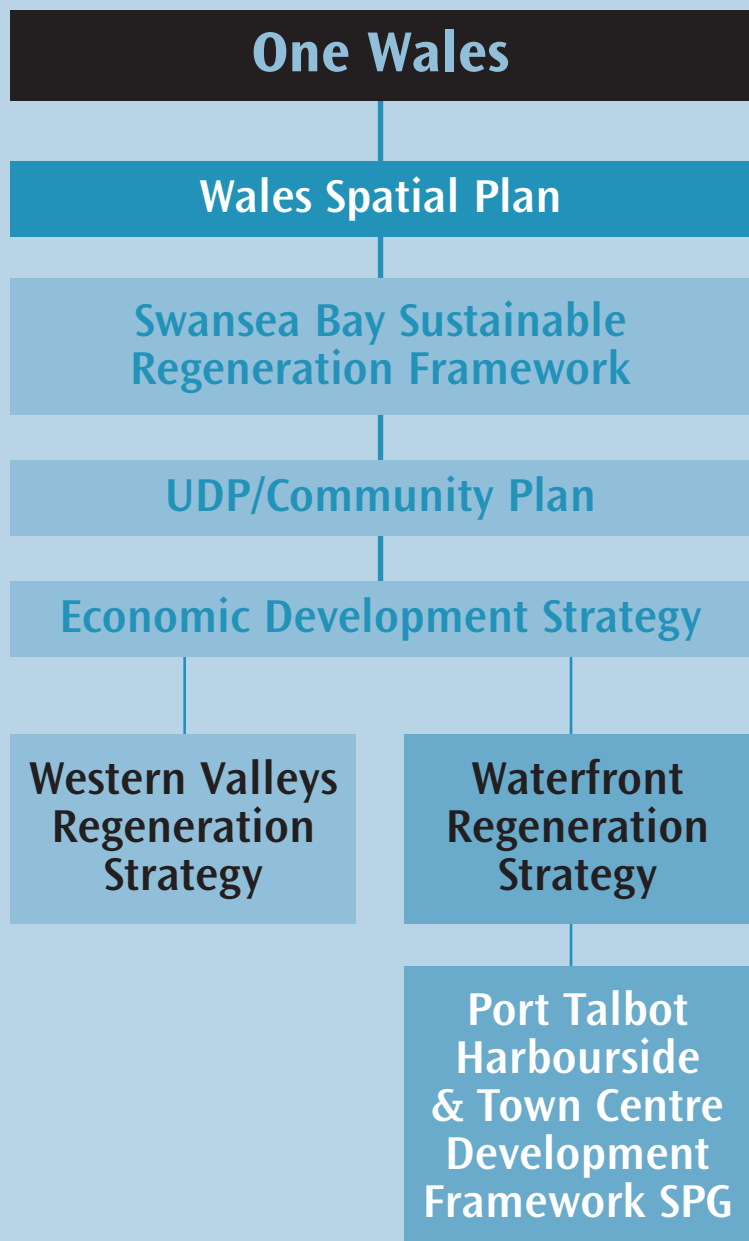 One Wales
Wales Spatial Plan
Swansea Bay Sustainable
Regeneration Framework
UDP/Community Plan
Economic Development Strategy
Western Valleys
Regeneration
Strategy
Waterfront
Regeneration
Strategy
Port Talbot
Harbourside
& Town Centre
Development
Framework SPG